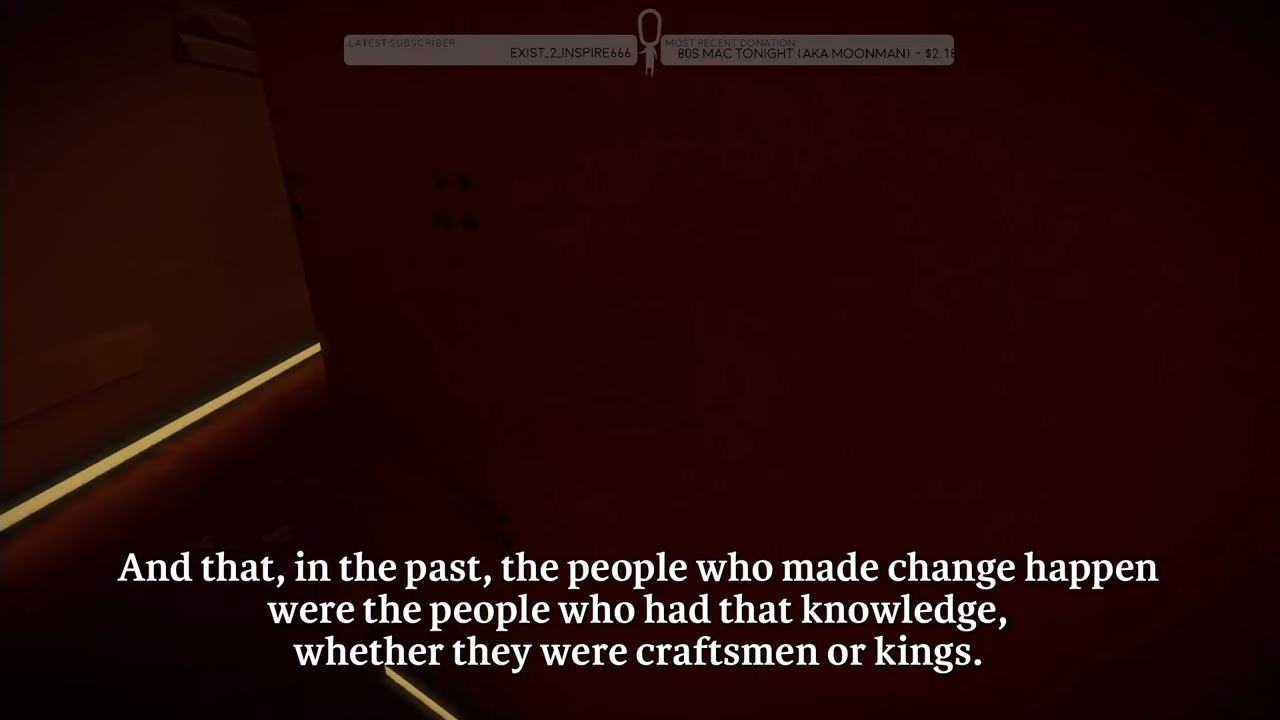 LATEST SUBSCRIBER
EXIST_2_INSPIRE666
MOST RECENT DONATION
80S MAC TONIGHT (AKA MOONMAN) - $2.18
And that, in the past, the people who made change happen
were the people who had that knowledge,
whether they were craftsmen or kings.